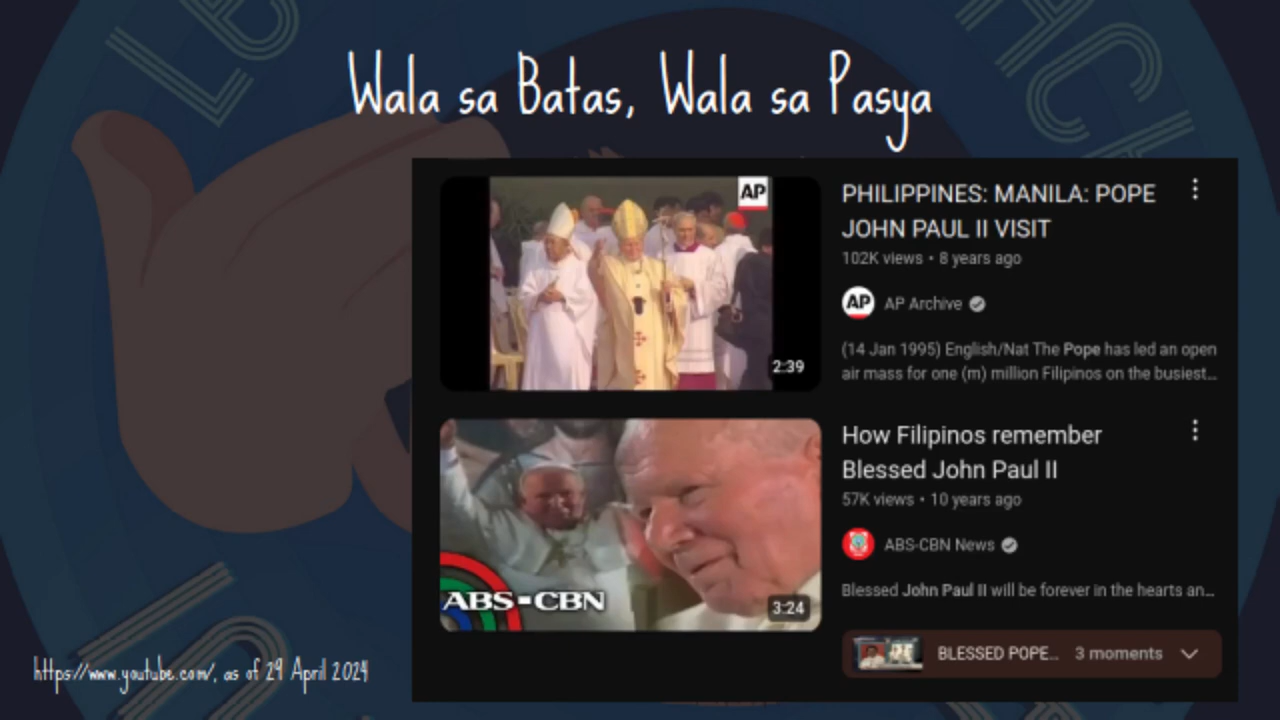 Wala sa Batas, Wala sa Pasya
AP
2:39
PHILIPPINES: MANILA: POPE
JOHN PAUL II VISIT
102K views • 8 years ago
AP AP Archive
(14 Jan 1995) English/Nat The Pope has led an open
air mass for one (m) million Filipinos on the busiest...
ABS-CBN
3:24
How Filipinos remember
Blessed John Paul II
57K views • 10 years ago
ABS-CBN News
Blessed John Paul II will be forever in the hearts an...
BLESSED POPE... 3 moments
https://www.youtube.com/, as of 29 April 2024